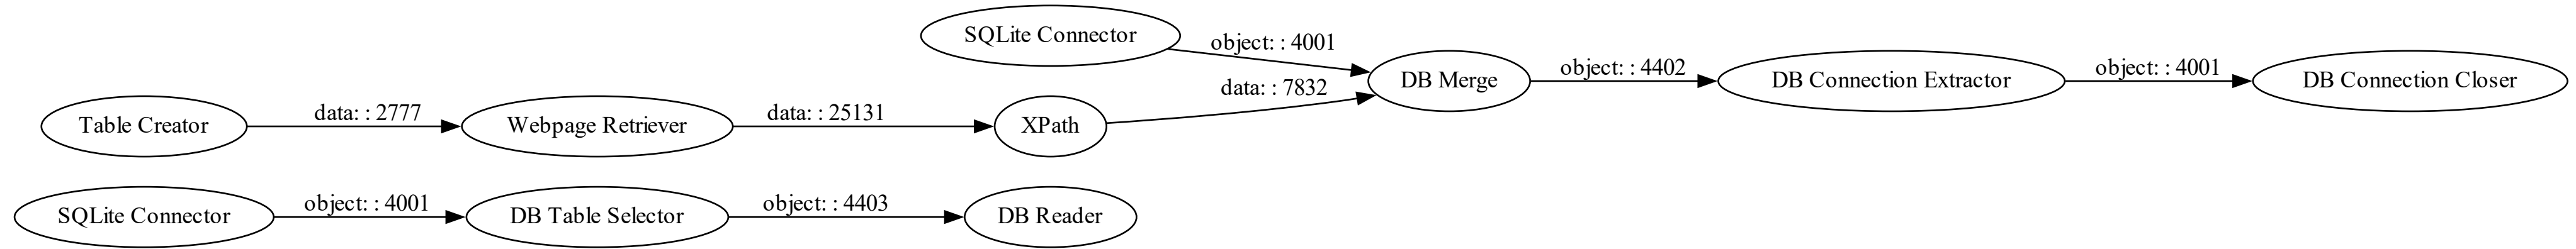 SQLite Connector
object: : 4001
DB Merge
object: : 4402
DB Connection Extractor
object: : 4001
DB Connection Closer
Table Creator
data: : 2777
Webpage Retriever
data: : 25131
XPath
data: : 7832
SQLite Connector
object: : 4001
DB Table Selector
object: : 4403
DB Reader